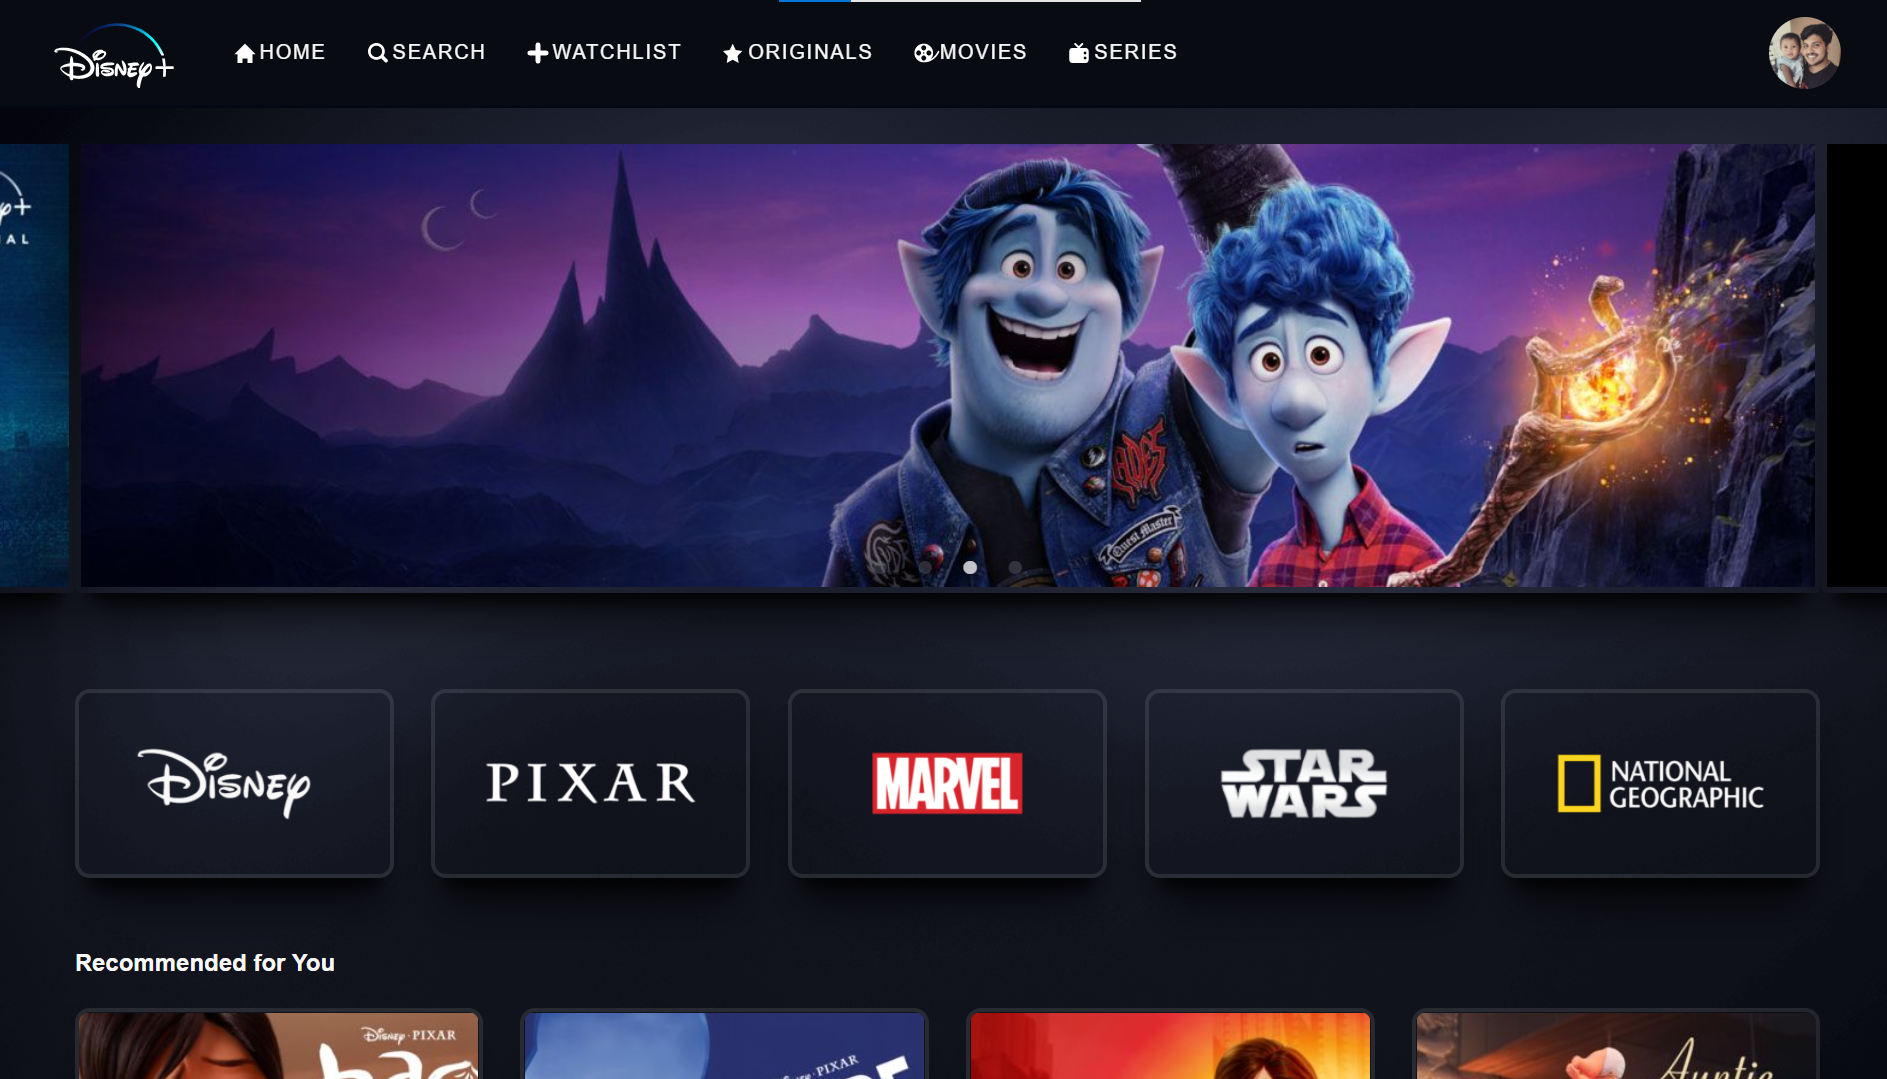 Disney+
HOME
SEARCH
WATCHLIST
ORIGINALS
MOVIES
SERIES
Quest Master
Disney
PIXAR
MARVEL
STAR
WARS
NATIONAL
GEOGRAPHIC
Recommended for You
Disney · PIXAR
PIXAR
Auntie